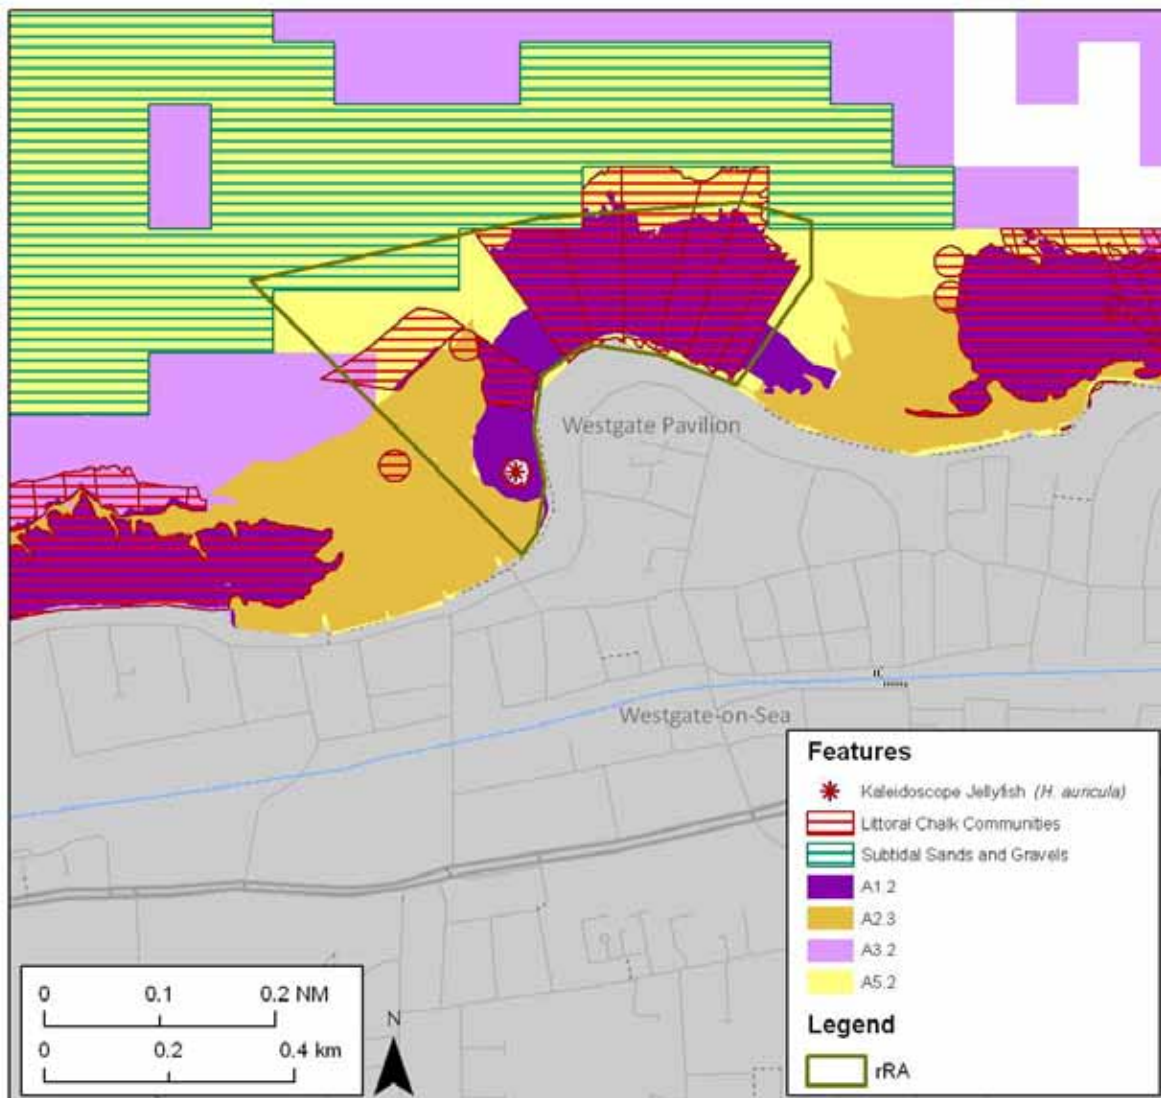 Westgate Pavilion
Westgate-on-Sea
Features
Kaleidoscope Jellyfish (H. auricula)
Littoral Chalk Communities
Subtidal Sands and Gravels
A1.2
A2.3
A3.2
A5.2
Legend
rRA
0 0.1 0.2 NM
0 0.2 0.4 km
N